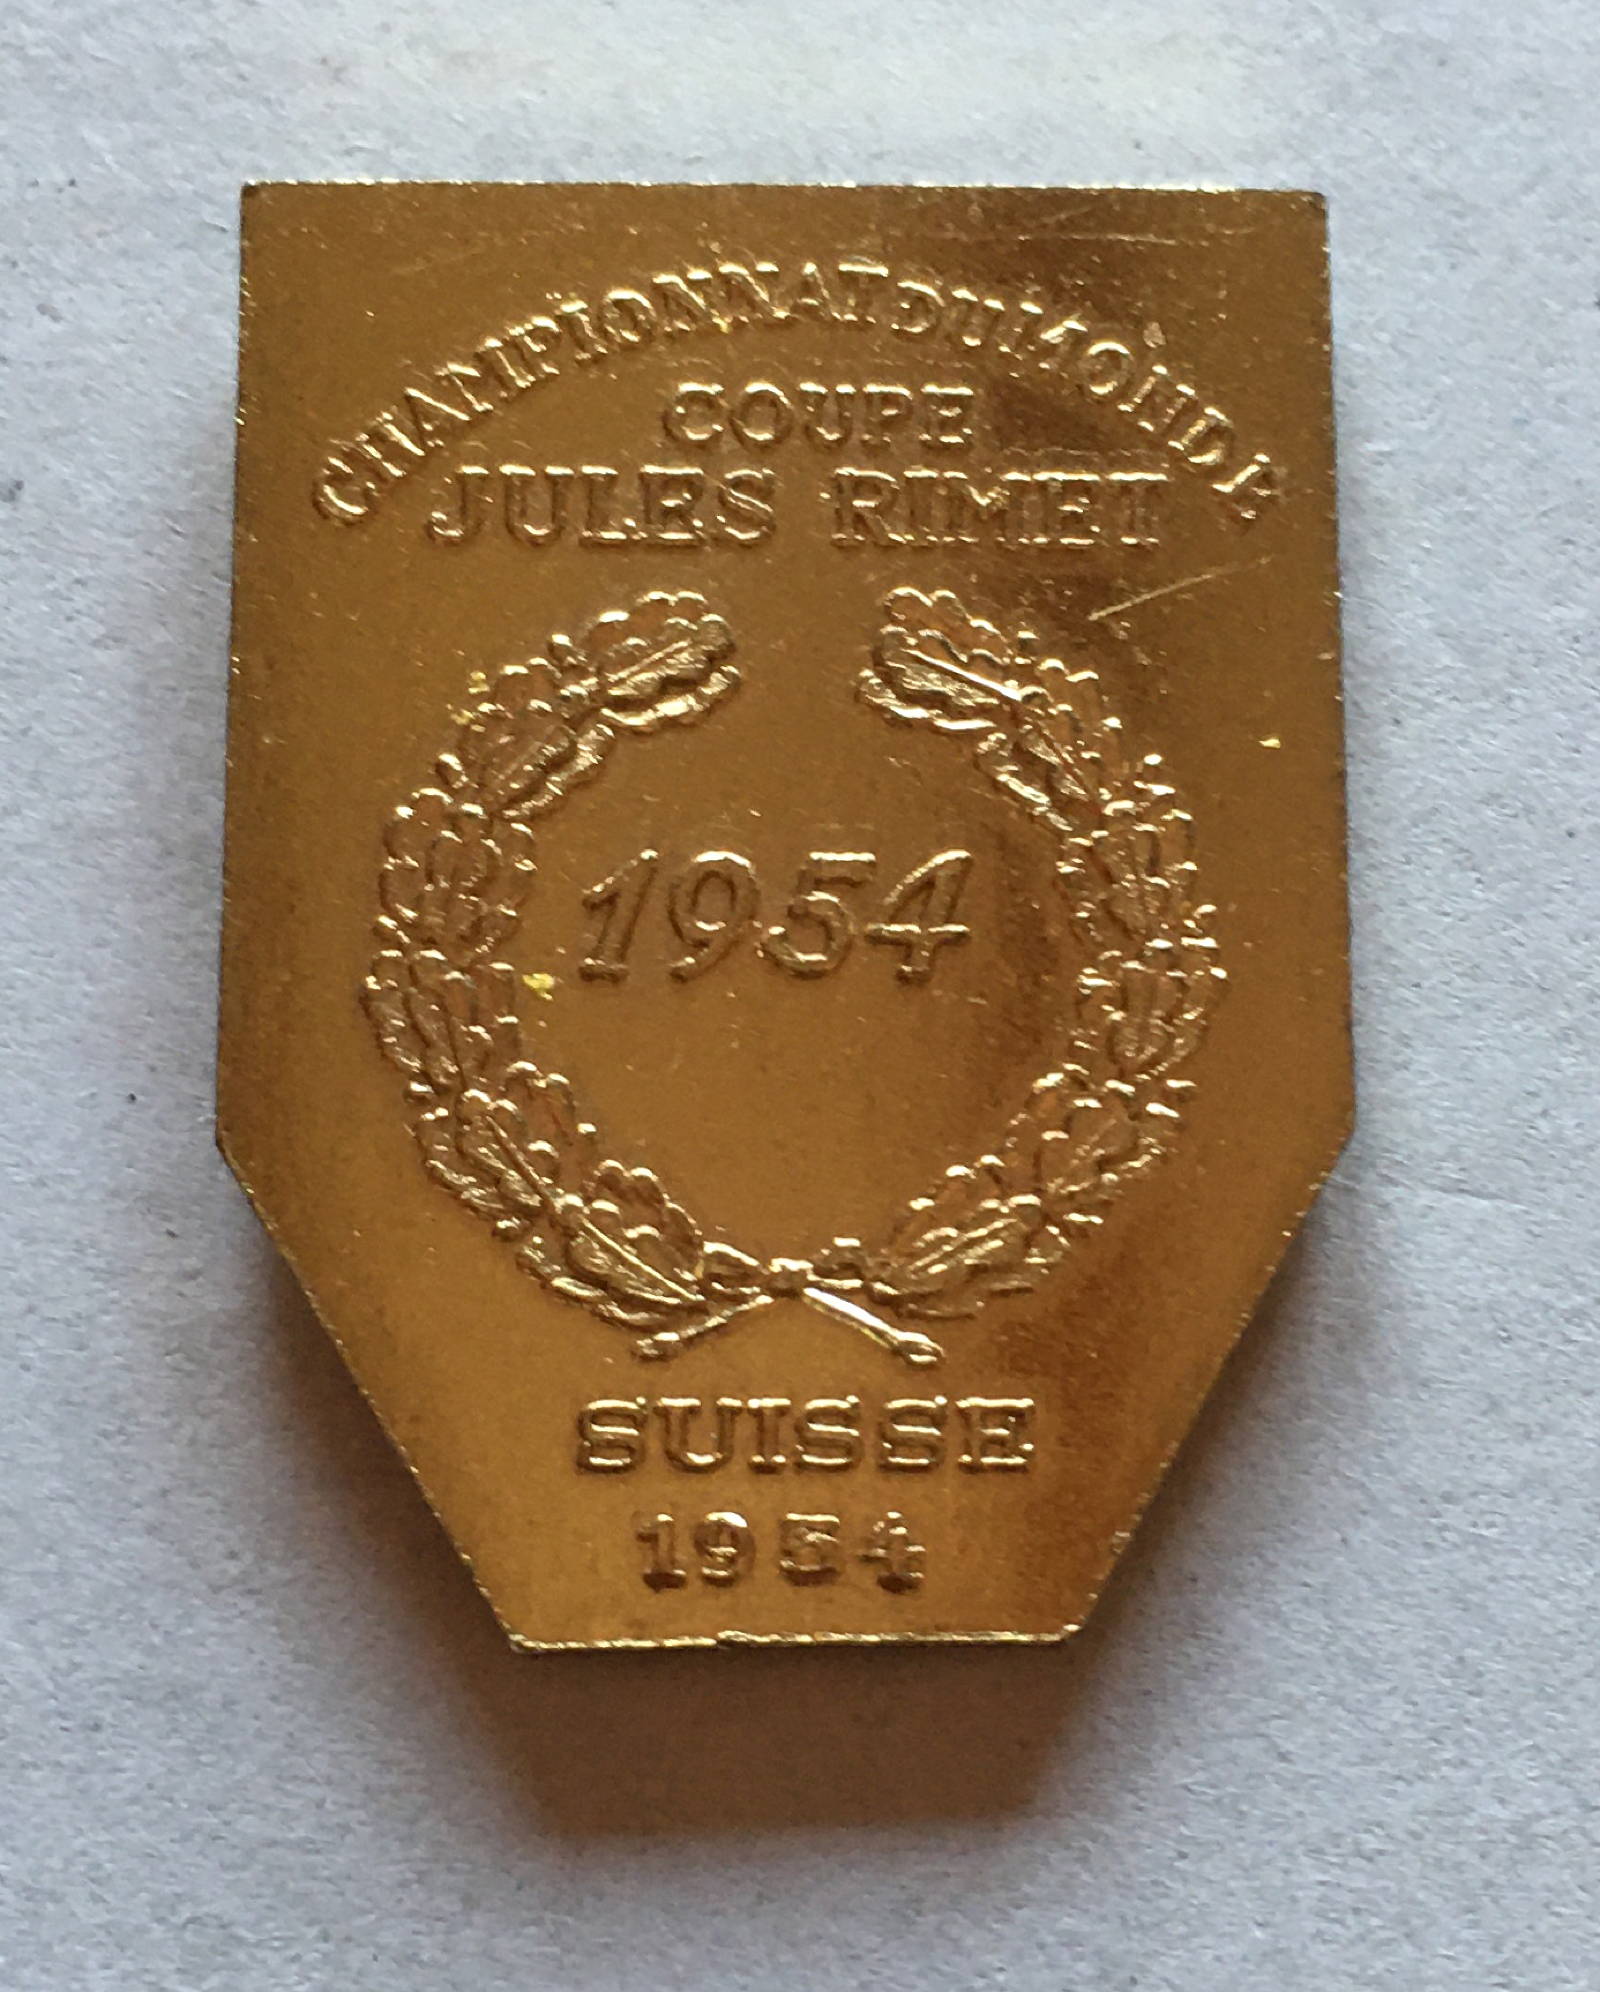 CHAMPIONNAT DU MONDE
COUPE
JULES RIMET
1954
SUISSE
1954